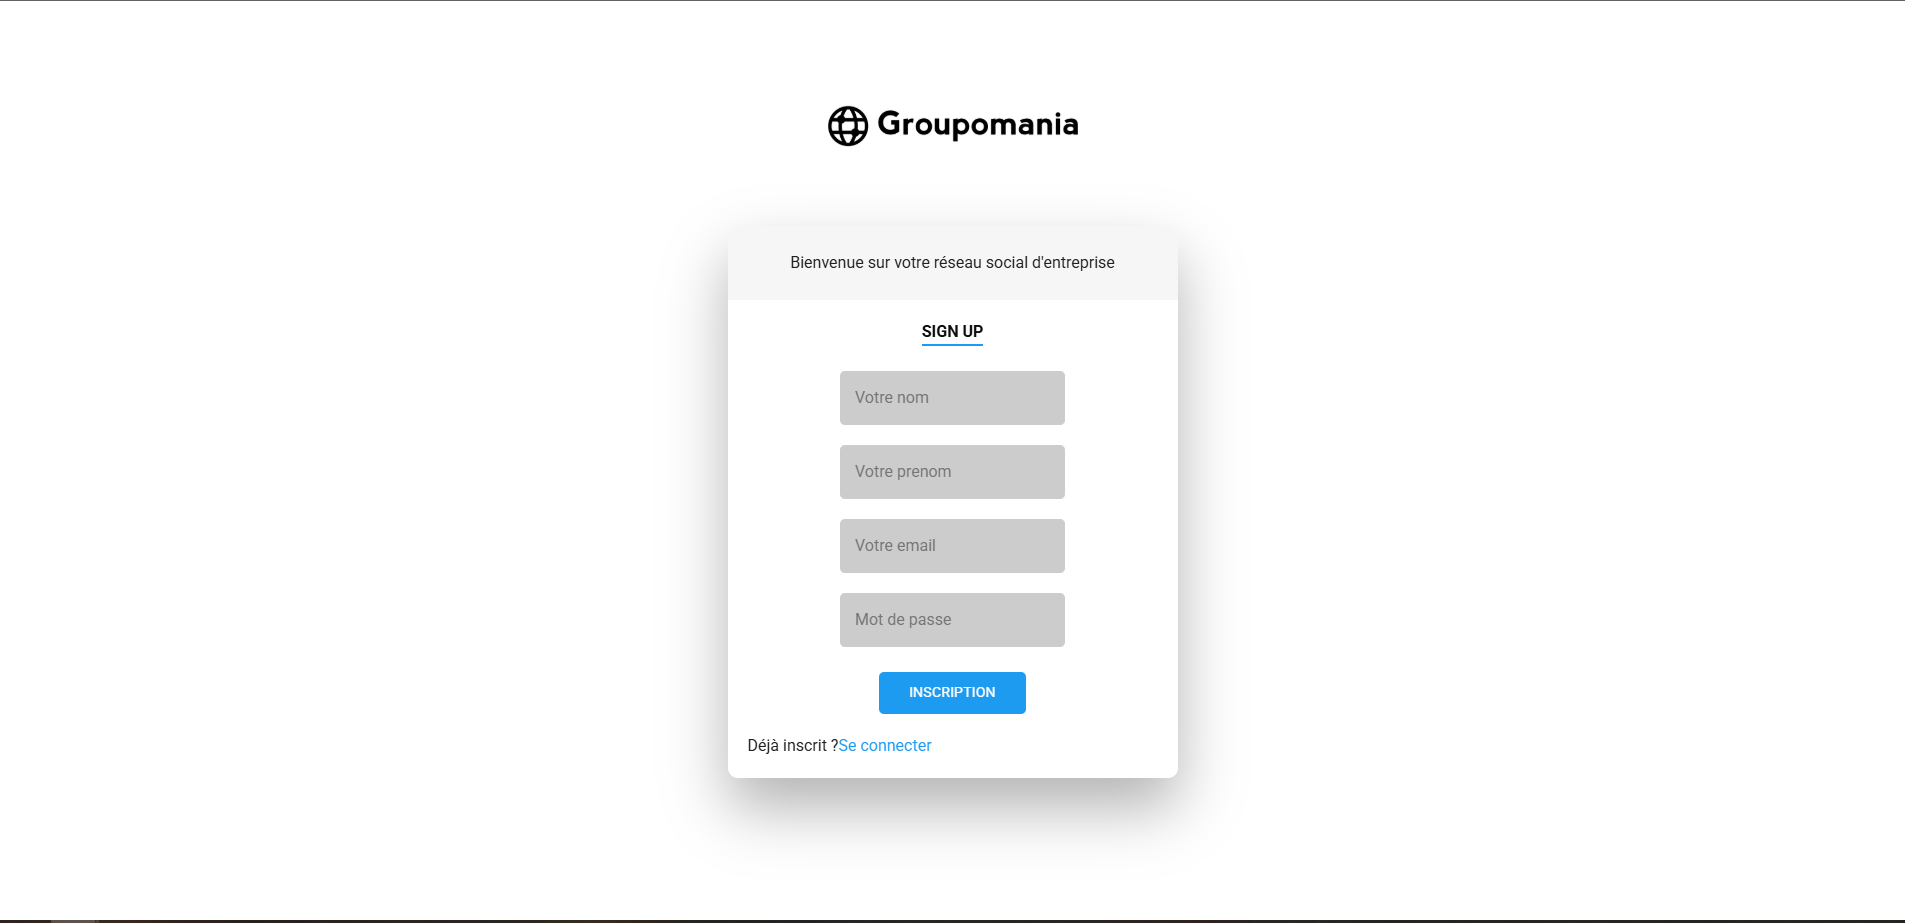 Groupomania
Bienvenue sur votre réseau social d'entreprise
SIGN UP
Votre nom
Votre prenom
Votre email
Mot de passe
INSCRIPTION
Déjà inscrit ?Se connecter